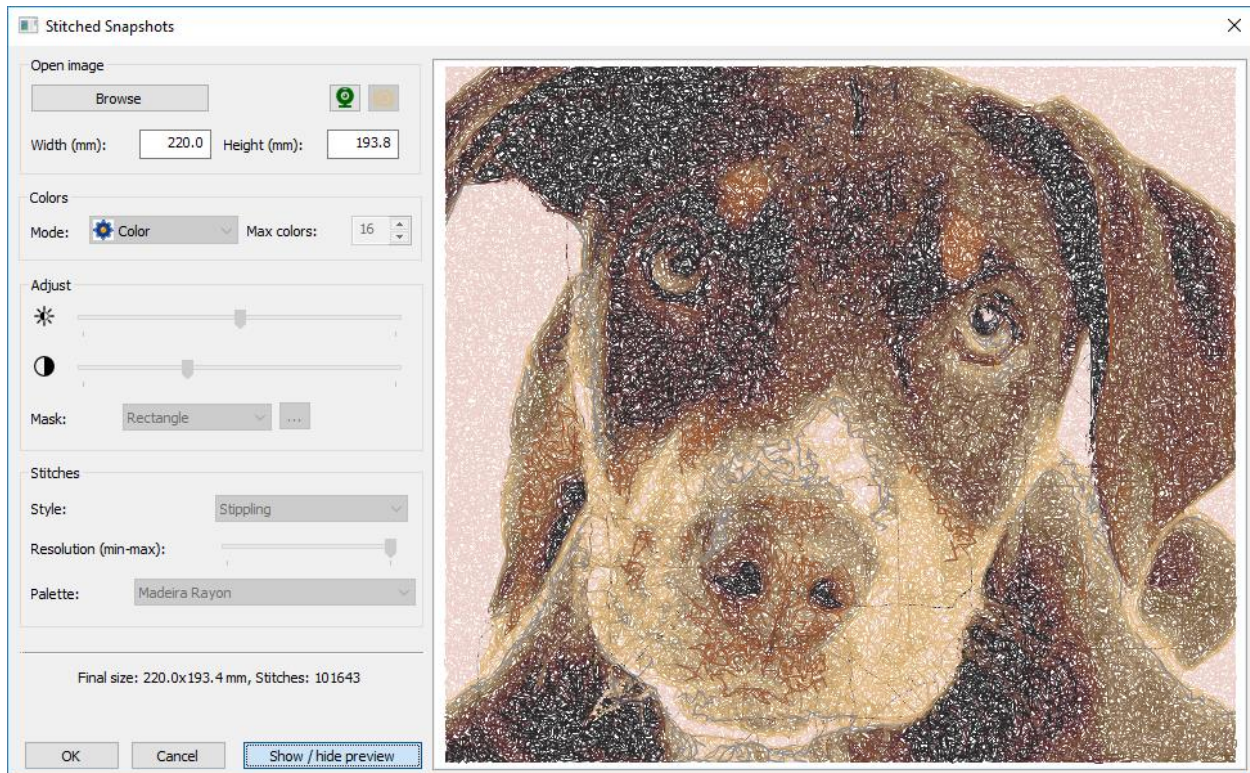 Stitched Snapshots
Open image
Browse
Width (mm): 220.0 Height (mm): 193.8
Colors
Mode: Color Max colors: 16
Adjust
Mask: Rectangle ...
Stitches
Style: Stippling
Resolution (min-max):
Palette: Madeira Rayon
Final size: 220.0x193.4 mm, Stitches: 101643
OK Cancel Show / hide preview